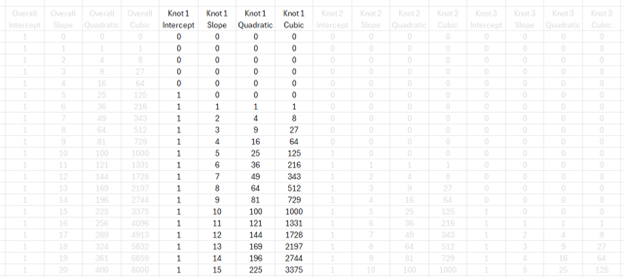 Overall Overall Overall Overall Knot 1 Knot 1 Knot 1 Knot 1 Knot 2 Knot 2 Knot 2 Knot 2 Knot 3 Knot 3 Knot 3 Knot 3
Intercept Slope Quadratic Cubic Intercept Slope Quadratic Cubic Intercept Slope Quadratic Cubic Intercept Slope Quadratic Cubic
1 0 0 0 0 0 0 0 0 0 0 0 0 0 0 0
1 1 1 1 0 0 0 0 0 0 0 0 0 0 0 0
1 2 4 8 0 0 0 0 0 0 0 0 0 0 0 0
1 3 9 27 0 0 0 0 0 0 0 0 0 0 0 0
1 4 16 64 0 0 0 0 0 0 0 0 0 0 0 0
1 5 25 125 1 0 0 0 0 0 0 0 0 0 0 0
1 6 36 216 1 1 1 1 0 0 0 0 0 0 0 0
1 7 49 343 1 2 4 8 0 0 0 0 0 0 0 0
1 8 64 512 1 3 9 27 0 0 0 0 0 0 0 0
1 9 81 729 1 4 16 64 0 0 0 0 0 0 0 0
1 10 100 1000 1 5 25 125 1 0 0 0 0 0 0 0
1 11 121 1331 1 6 36 216 1 1 1 1 0 0 0 0
1 12 144 1728 1 7 49 343 1 2 4 8 0 0 0 0
1 13 169 2197 1 8 64 512 1 3 9 27 0 0 0 0
1 14 196 2744 1 9 81 729 1 4 16 64 0 0 0 0
1 15 225 3375 1 10 100 1000 1 5 25 125 1 0 0 0
1 16 256 4096 1 11 121 1331 1 6 36 216 1 1 1 1
1 17 289 4913 1 12 144 1728 1 7 49 343 1 2 4 8
1 18 324 5832 1 13 169 2197 1 8 64 512 1 3 9 27
1 19 361 6859 1 14 196 2744 1 9 81 729 1 4 16 64
1 20 400 8000 1 15 225 3375 1 10 100 1000 1 5 25 125